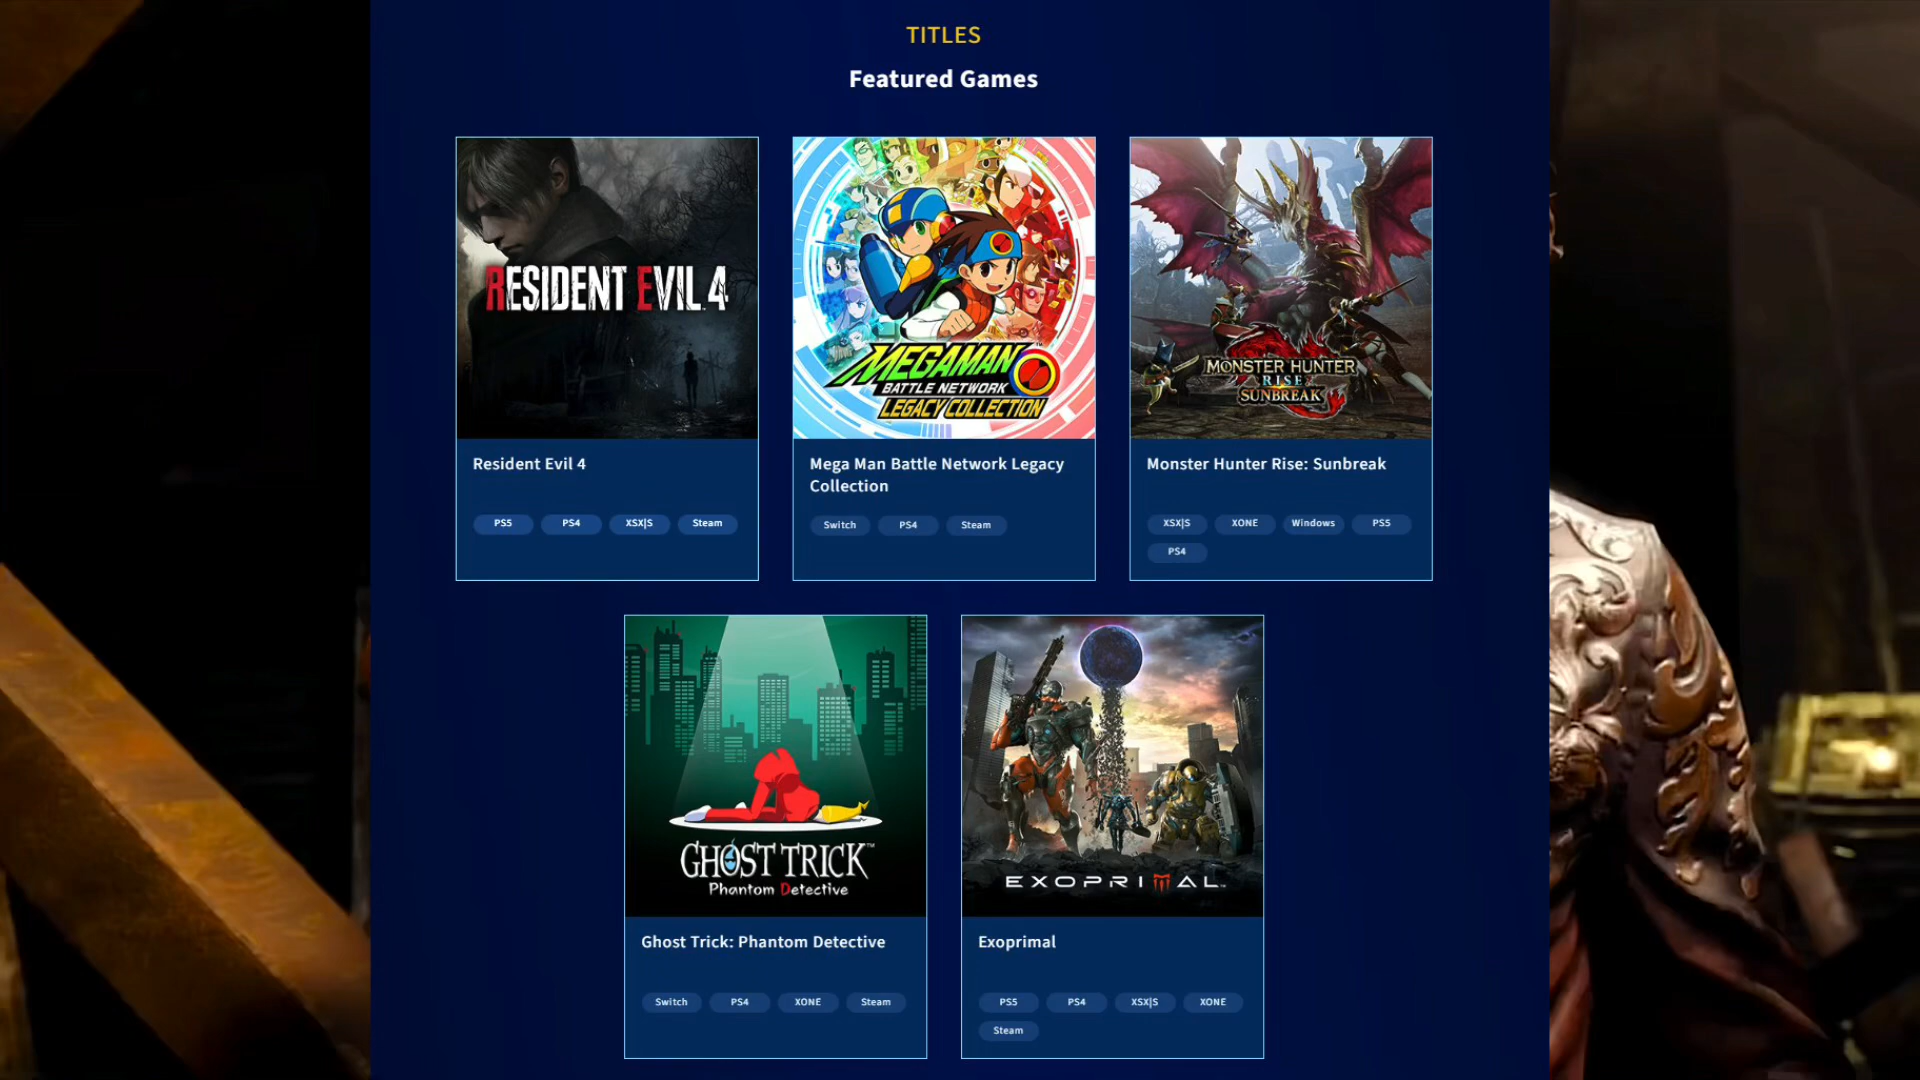 TITLES
Featured Games
RESIDENT EVIL 4
MEGAMAN
BATTLE NETWORK
LEGACY COLLECTION
MONSTER HUNTER
RISE
SUNBREAK
Resident Evil 4
Mega Man Battle Network Legacy
Collection
Monster Hunter Rise: Sunbreak
PS5 PS4 XSX|S Steam
Switch PS4 Steam
XSX|S XONE Windows PS5
PS4
GHOST TRICK™
Phantom Detective
EXOPRIMAL
Ghost Trick: Phantom Detective
Exoprimal
Switch PS4 XONE Steam
PS5 PS4 XSX|S XONE
Steam